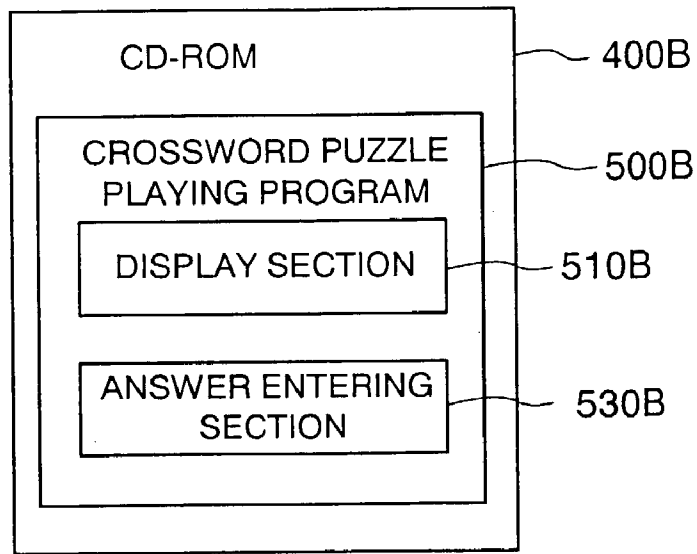 CD-ROM
400B
CROSSWORD PUZZLE
PLAYING PROGRAM
500B
DISPLAY SECTION
510B
ANSWER ENTERING
SECTION
530B